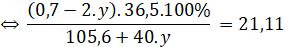 ⇔ (0,7 − 2.y). 36,5.100% / 105,6 + 40.y = 21,11